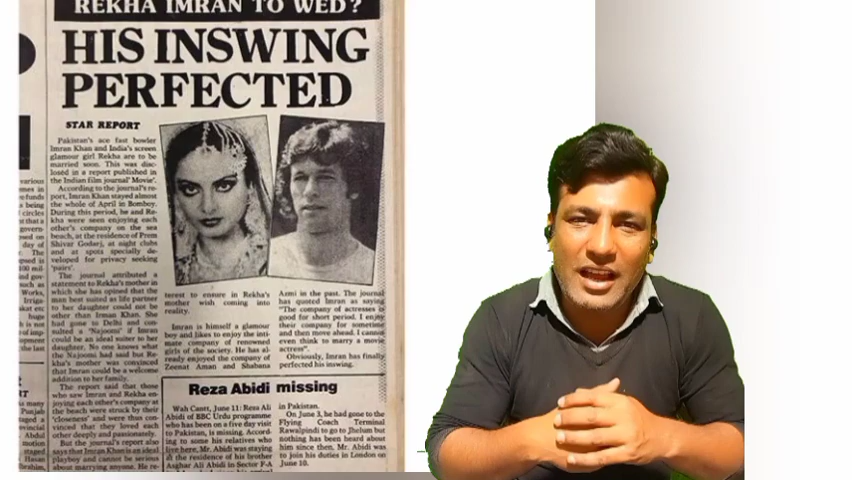 REKHA IMRAN TO WED?
HIS INSWING
PERFECTED
STAR REPORT
Pakistan's ace fast bowler
Imran Khan and India's screen
glamour girl Rekha are to be
married soon. This was disc-
losed in a report published in
the Indian film journal 'Movie'.
According to the journal's re-
port, Imran Khan stayed almost
the whole of April in Bombay.
During this period, he and Re-
kha were seen enjoying each
other's company on the sea
beach, at the residence of Prem
Shiver Godarj, at night clubs
and at spots specially de-
veloped for privacy seeking
'pairs'.
The journal attributed a
statement to Rekha's mother in
which she has opined that the
man best suited as life partner
to her daughter could not be
other than Irman Khan. She
had gone to Delhi and con-
sulted a 'Najoomi' if Imran
could be an ideal suiter to her
daughter. No one knows what
the Najoomi had said but Re-
kha's mother was convinced
that Imran could be a welcome
addition to her family.
The report said that those
who saw Imran and Rekha en-
joying each other's company at
the beach were struck by their
'closeness' and were thus con-
vinced that they loved each
other deeply and passionately.
But the journal's report also
says that Imran Khan is an ideal
playboy and cannot be serious
about marrying anyone. He re-
terest to ensure in Rekha's
mother wish coming into
reality.
Imran is himself a glamour
boy and likes to enjoy the inti-
mate company of renowned
girls of the society. He has al-
ready enjoyed the company of
Zeenat Aman and Shabana
Azmi in the past. The journal
has quoted Imran as saying
"The company of actresses is
good for short period. I enjoy
their company for sometime
and then move ahead. I cannot
even think to marry a movie
actress".
Obviously, Imran has finally
perfected his inswing.
Reza Abidi missing
Wah Cantt, June 11: Reza Ali
Abidi of BBC Urdu programme
who has been on a five day visit
to Pakistan, is missing. Accord-
ing to some of his relatives who
live here, Mr. Abidi was staying
at the residence of his brother
Asghar Ali Abidi in Sector F-A
in Pakistan.
On June 3, he had gone to the
Flying Coach Terminal
Rawalpindi to go to Jhelum but
nothing has been heard about
him since then. Mr. Abidi was
to join his duties in London on
June 10.